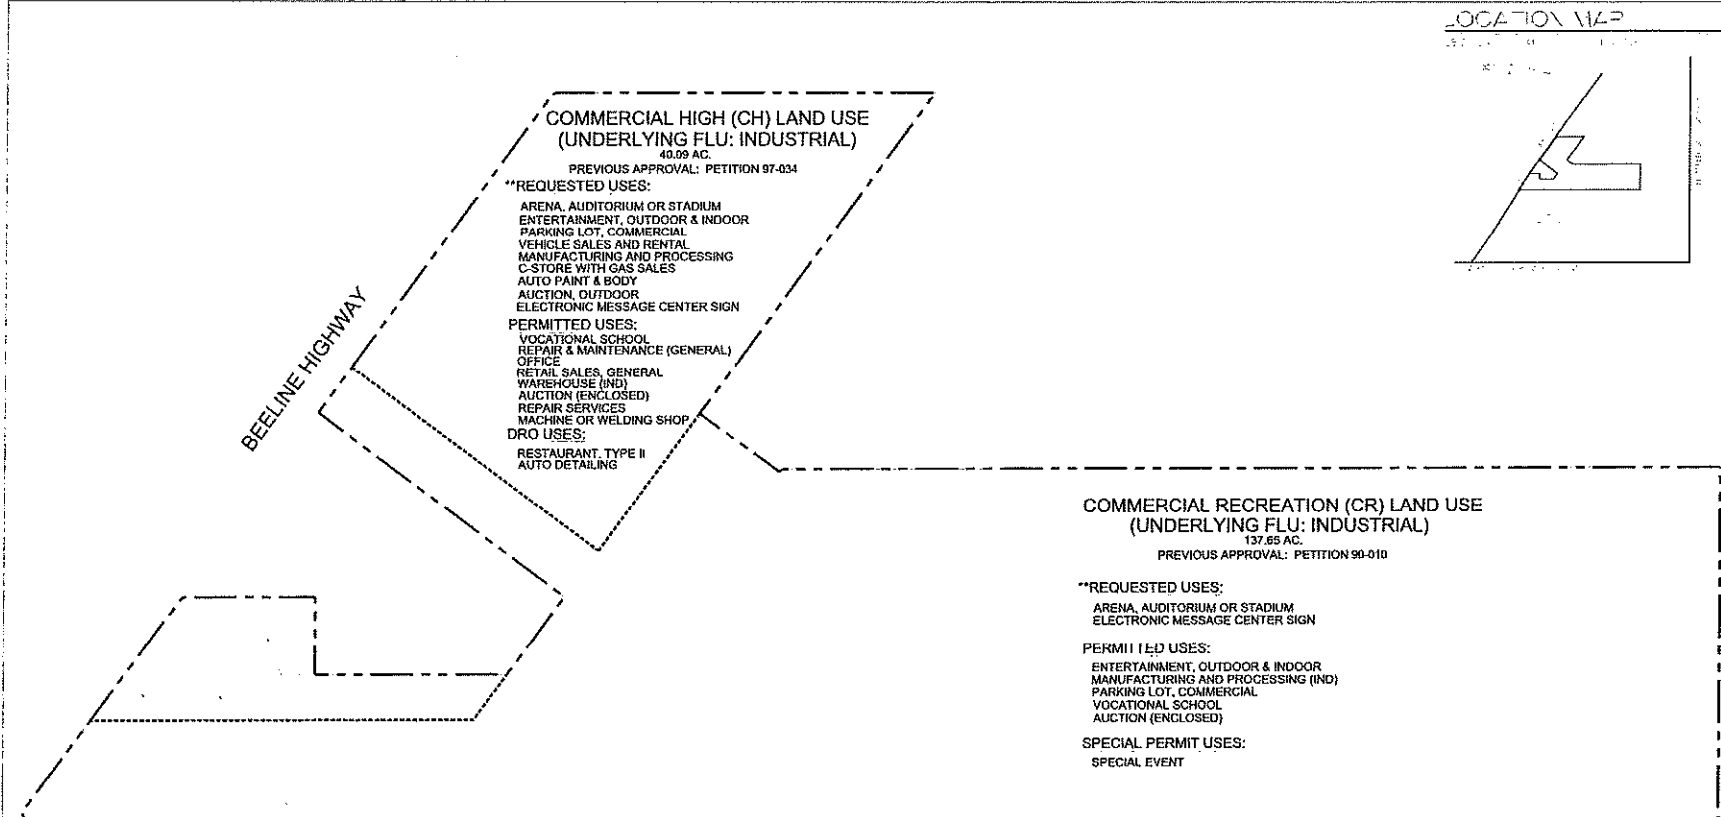 LOCATION MAP
COMMERCIAL HIGH (CH) LAND USE
(UNDERLYING FLU: INDUSTRIAL)
40.09 AC.
PREVIOUS APPROVAL: PETITION 97-034
**REQUESTED USES:
ARENA, AUDITORIUM OR STADIUM
ENTERTAINMENT, OUTDOOR & INDOOR
PARKING LOT, COMMERCIAL
VEHICLE SALES AND RENTAL
MANUFACTURING AND PROCESSING
C-STORE WITH GAS SALES
AUTO PAINT & BODY
AUCTION, OUTDOOR
ELECTRONIC MESSAGE CENTER SIGN
PERMITTED USES:
VOCATIONAL SCHOOL
REPAIR & MAINTENANCE (GENERAL)
OFFICE
RETAIL SALES, GENERAL
WAREHOUSE (IND)
AUCTION (ENCLOSED)
REPAIR SERVICES
MACHINE OR WELDING SHOP
DRO USES:
RESTAURANT, TYPE II
AUTO DETAILING
BEELINE HIGHWAY
COMMERCIAL RECREATION (CR) LAND USE
(UNDERLYING FLU: INDUSTRIAL)
137.65 AC.
PREVIOUS APPROVAL: PETITION 90-010
**REQUESTED USES:
ARENA, AUDITORIUM OR STADIUM
ELECTRONIC MESSAGE CENTER SIGN
PERMITTED USES:
ENTERTAINMENT, OUTDOOR & INDOOR
MANUFACTURING AND PROCESSING (IND)
PARKING LOT, COMMERCIAL
VOCATIONAL SCHOOL
AUCTION (ENCLOSED)
SPECIAL PERMIT USES:
SPECIAL EVENT